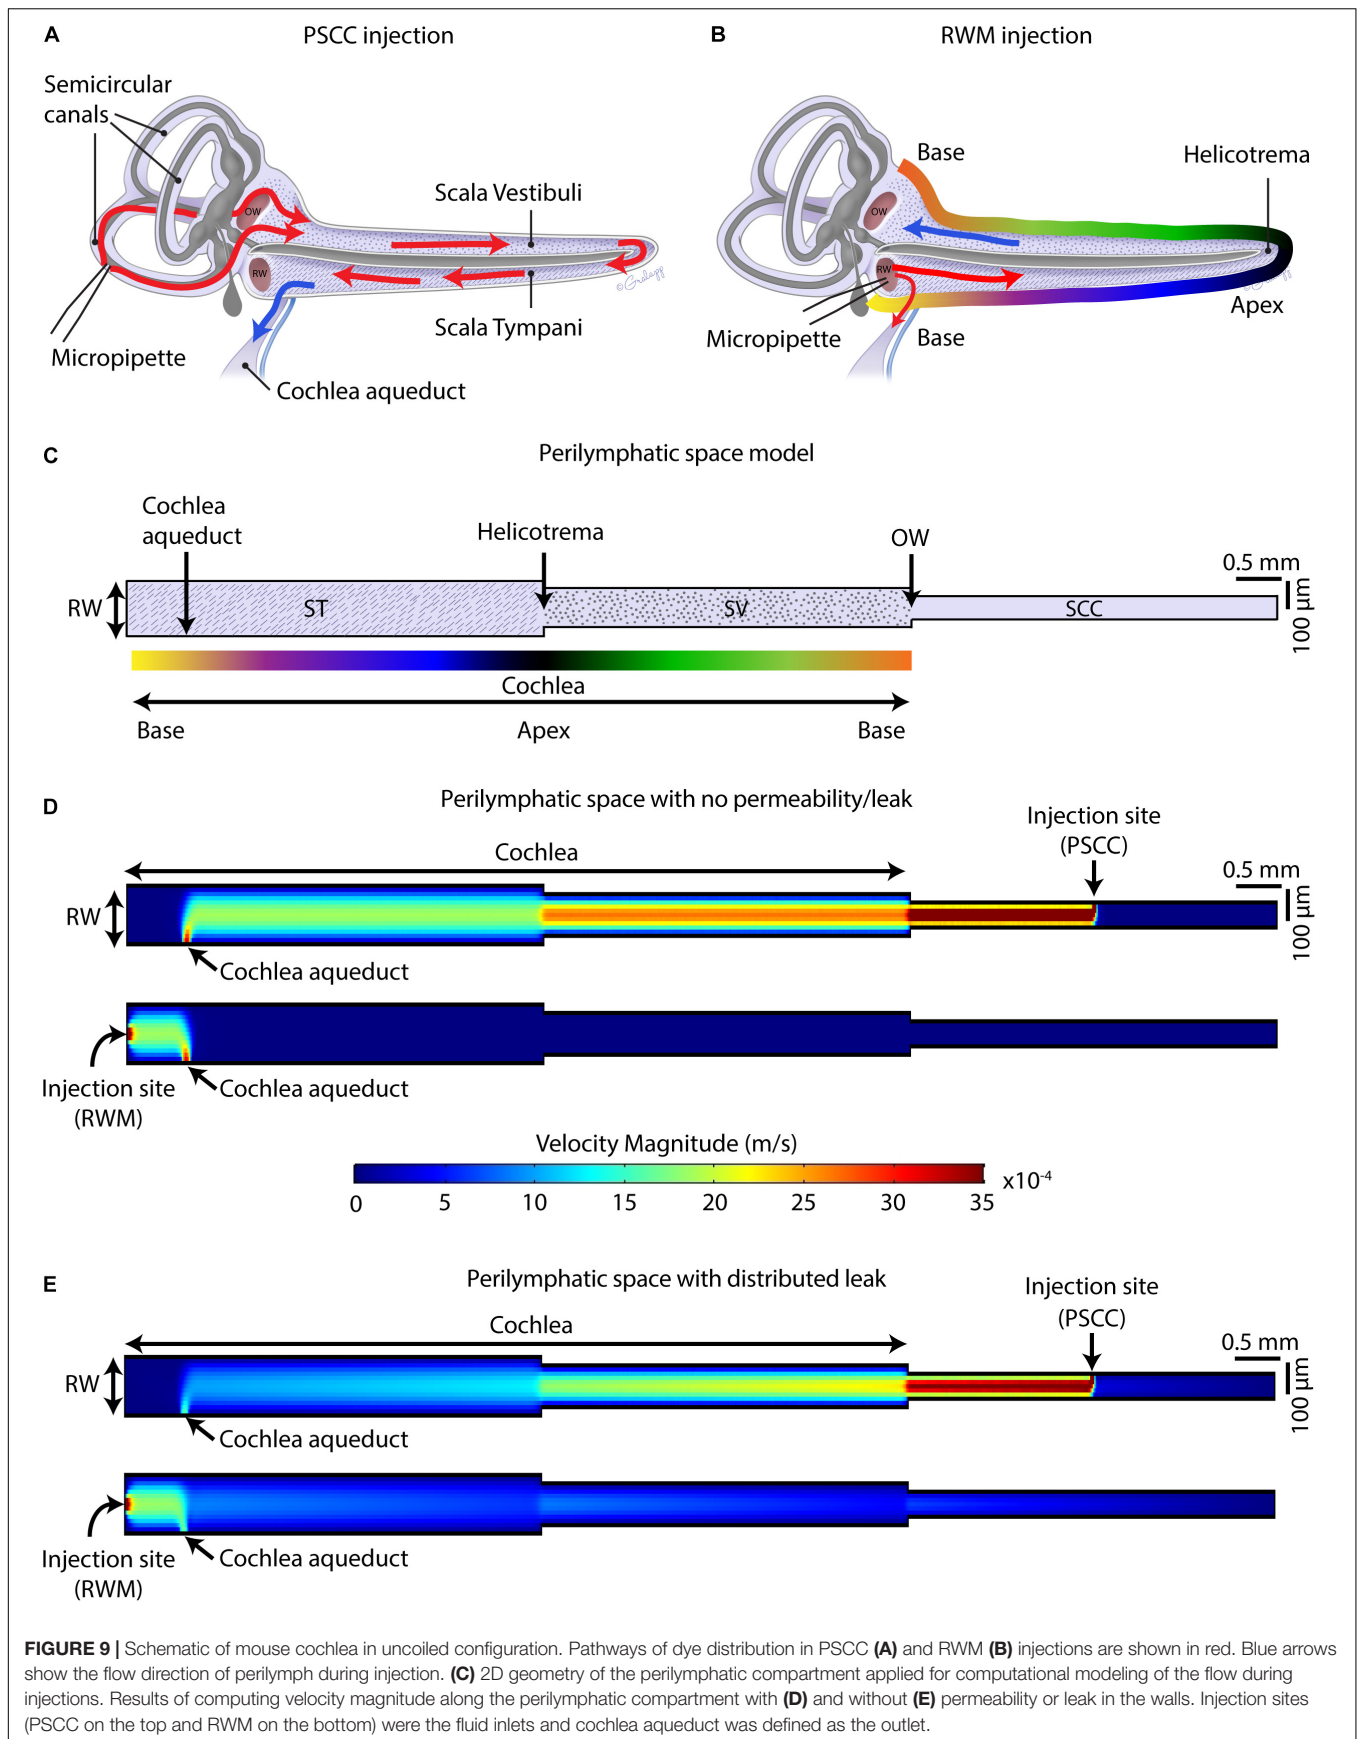 A
PSCC injection
B
RWM injection
Semicircular
canals
OW
RW
Scala Vestibuli
Scala Tympani
Micropipette
Cochlea aqueduct
Base
Helicotrema
OW
RW
Apex
Micropipette
Base
C
Perilymphatic space model
Cochlea
aqueduct
Helicotrema
OW
0.5 mm
100 µm
RW
ST
SV
SCC
Cochlea
Base
Apex
Base
D
Perilymphatic space with no permeability/leak
Injection site
(PSCC)
Cochlea
0.5 mm
100 µm
RW
Cochlea aqueduct
Injection site
(RWM)
Cochlea aqueduct
Velocity Magnitude (m/s)
x10-4
0 5 10 15 20 25 30 35
E
Perilymphatic space with distributed leak
Injection site
(PSCC)
Cochlea
0.5 mm
100 µm
RW
Cochlea aqueduct
Injection site
(RWM)
Cochlea aqueduct
FIGURE 9 | Schematic of mouse cochlea in uncoiled configuration. Pathways of dye distribution in PSCC (A) and RWM (B) injections are shown in red. Blue arrows
show the flow direction of perilymph during injection. (C) 2D geometry of the perilymphatic compartment applied for computational modeling of the flow during
injections. Results of computing velocity magnitude along the perilymphatic compartment with (D) and without (E) permeability or leak in the walls. Injection sites
(PSCC on the top and RWM on the bottom) were the fluid inlets and cochlea aqueduct was defined as the outlet.